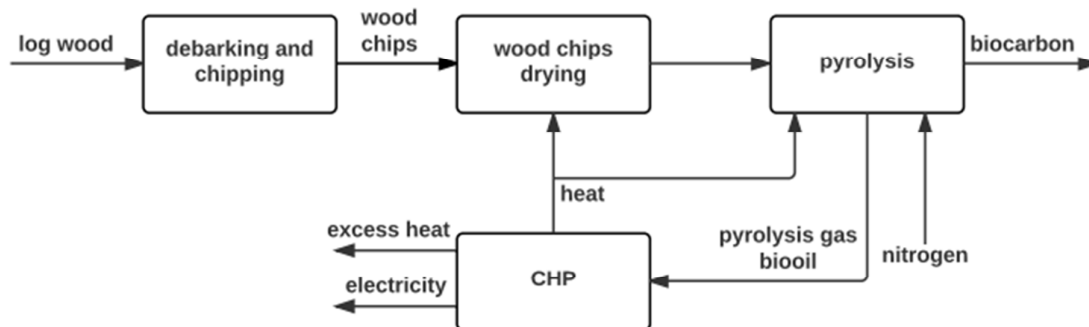 log wood
debarking and
chipping
wood
chips
wood chips
drying
pyrolysis
biocarbon
heat
excess heat
electricity
CHP
pyrolysis gas
biooil
nitrogen